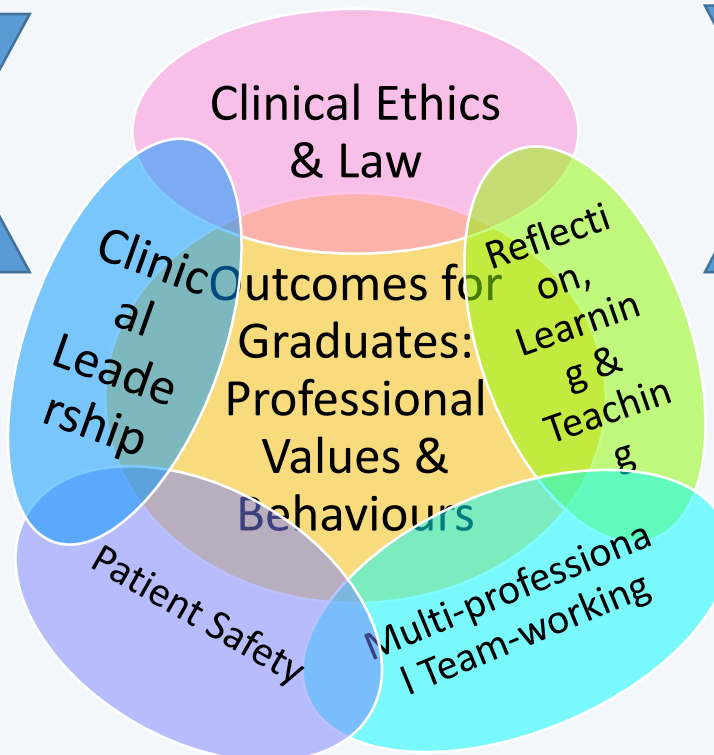 Clinical Ethics
& Law
Clinic
al
Leade
rship
Outcomes for
Graduates:
Professional
Values &
Behaviours
Reflecti
on,
Learnin
g &
Teachin
g
Patient Safety
Multi-professiona
l Team-working